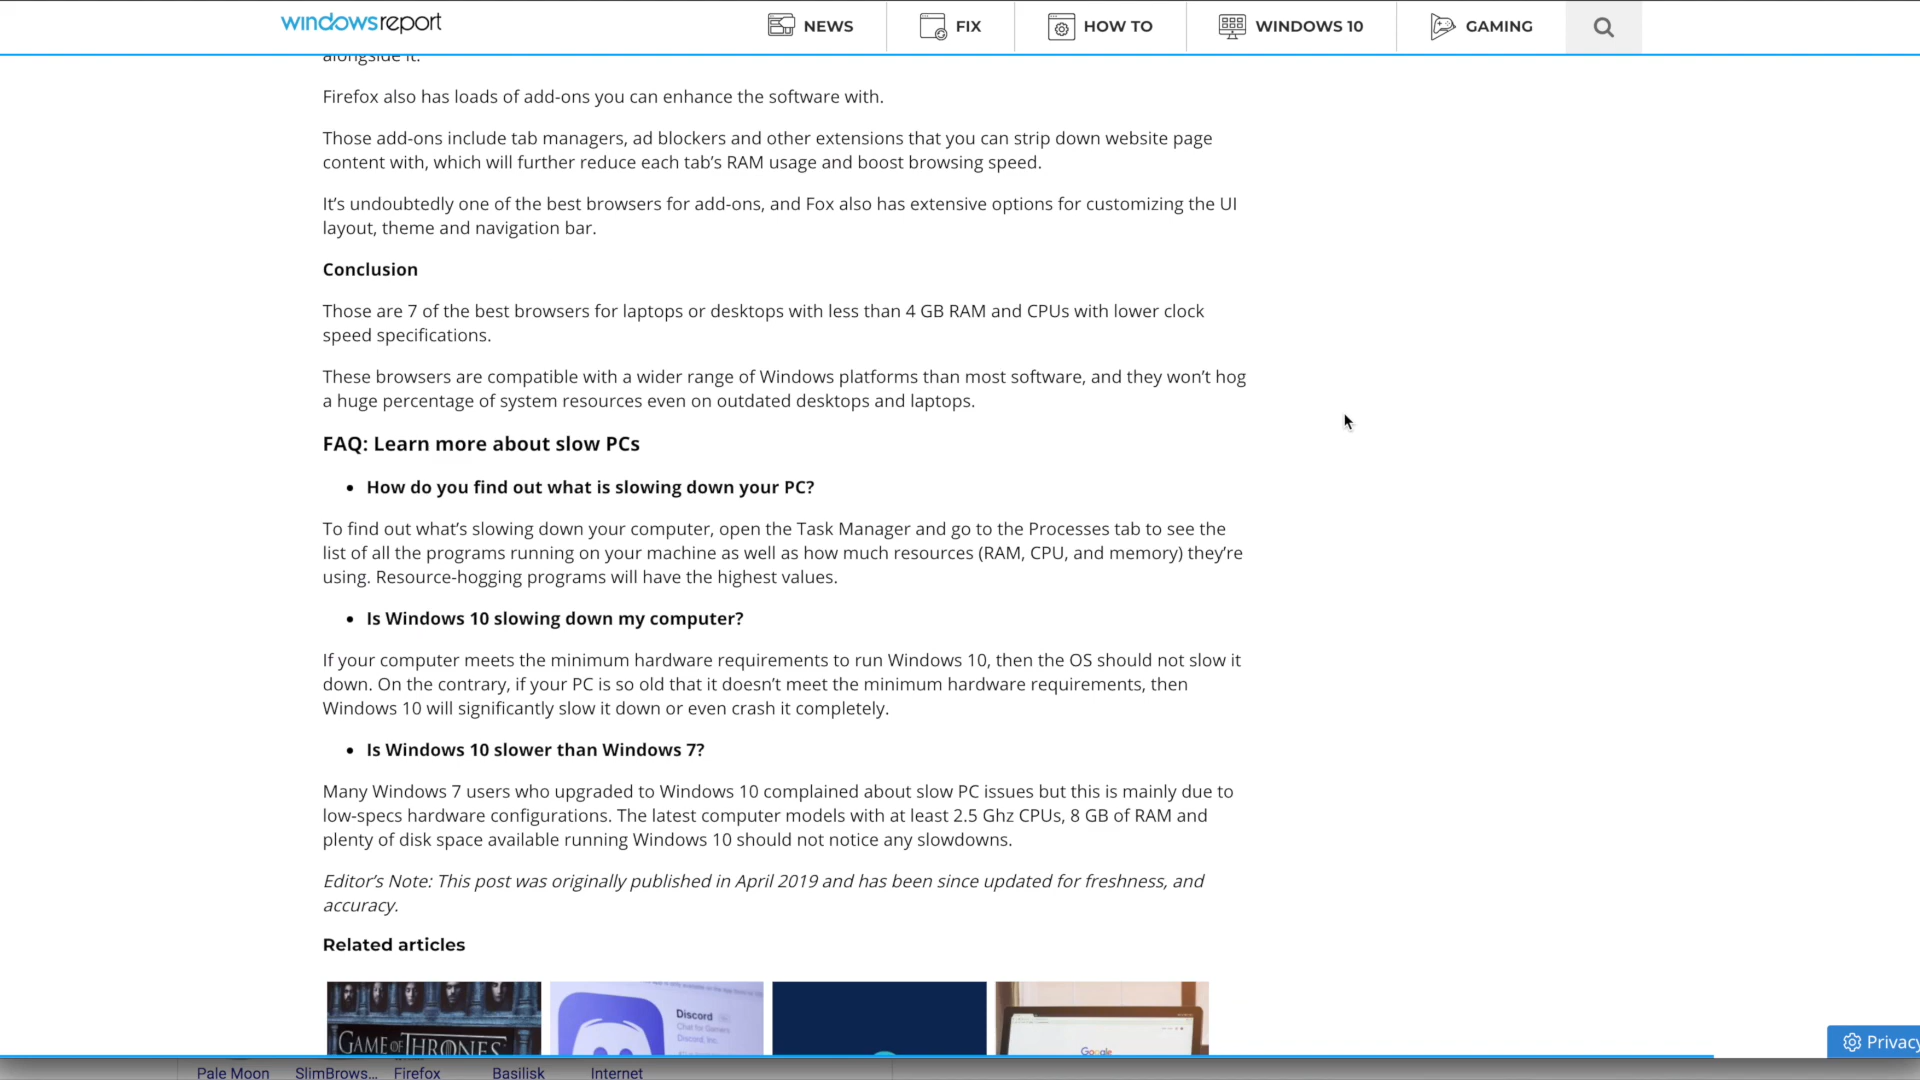 windowsreport
NEWS
FIX
HOW TO
WINDOWS 10
GAMING
alongside it.
Firefox also has loads of add-ons you can enhance the software with.
Those add-ons include tab managers, ad blockers and other extensions that you can strip down website page
content with, which will further reduce each tab’s RAM usage and boost browsing speed.
It’s undoubtedly one of the best browsers for add-ons, and Fox also has extensive options for customizing the UI
layout, theme and navigation bar.
Conclusion
Those are 7 of the best browsers for laptops or desktops with less than 4 GB RAM and CPUs with lower clock
speed specifications.
These browsers are compatible with a wider range of Windows platforms than most software, and they won’t hog
a huge percentage of system resources even on outdated desktops and laptops.
FAQ: Learn more about slow PCs
• How do you find out what is slowing down your PC?
To find out what’s slowing down your computer, open the Task Manager and go to the Processes tab to see the
list of all the programs running on your machine as well as how much resources (RAM, CPU, and memory) they’re
using. Resource-hogging programs will have the highest values.
• Is Windows 10 slowing down my computer?
If your computer meets the minimum hardware requirements to run Windows 10, then the OS should not slow it
down. On the contrary, if your PC is so old that it doesn’t meet the minimum hardware requirements, then
Windows 10 will significantly slow it down or even crash it completely.
• Is Windows 10 slower than Windows 7?
Many Windows 7 users who upgraded to Windows 10 complained about slow PC issues but this is mainly due to
low-specs hardware configurations. The latest computer models with at least 2.5 Ghz CPUs, 8 GB of RAM and
plenty of disk space available running Windows 10 should not notice any slowdowns.
Editor’s Note: This post was originally published in April 2019 and has been since updated for freshness, and
accuracy.
Related articles
GAME OF THRONES
Discord
Chat for Gamers
Discord, Inc.
Google
Privacy
Pale Moon
SlimBrows...
Firefox
Basilisk
Internet